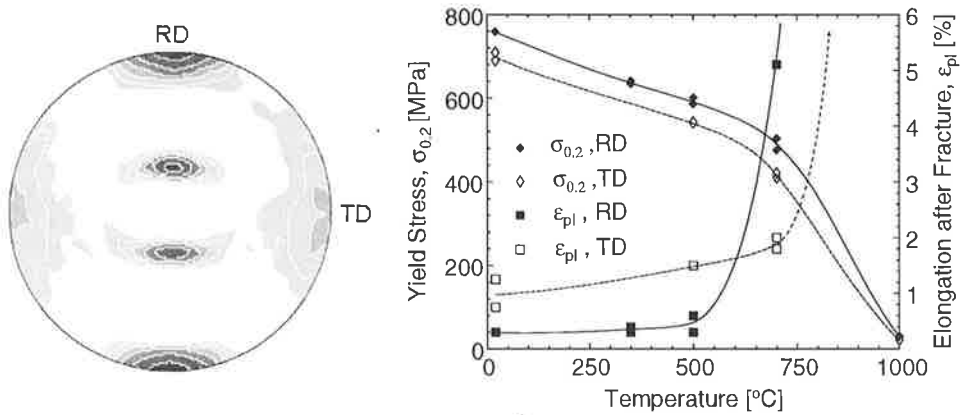 RD
TD
800
600
400
200
0
Yield Stress, σ0.2 [MPa]
σ0.2 , RD
σ0.2 , TD
εpl , RD
εpl , TD
0
250
500
750
1000
Temperature [ºC]
6
5
4
3
2
1
Elongation after Fracture, εpl [%]